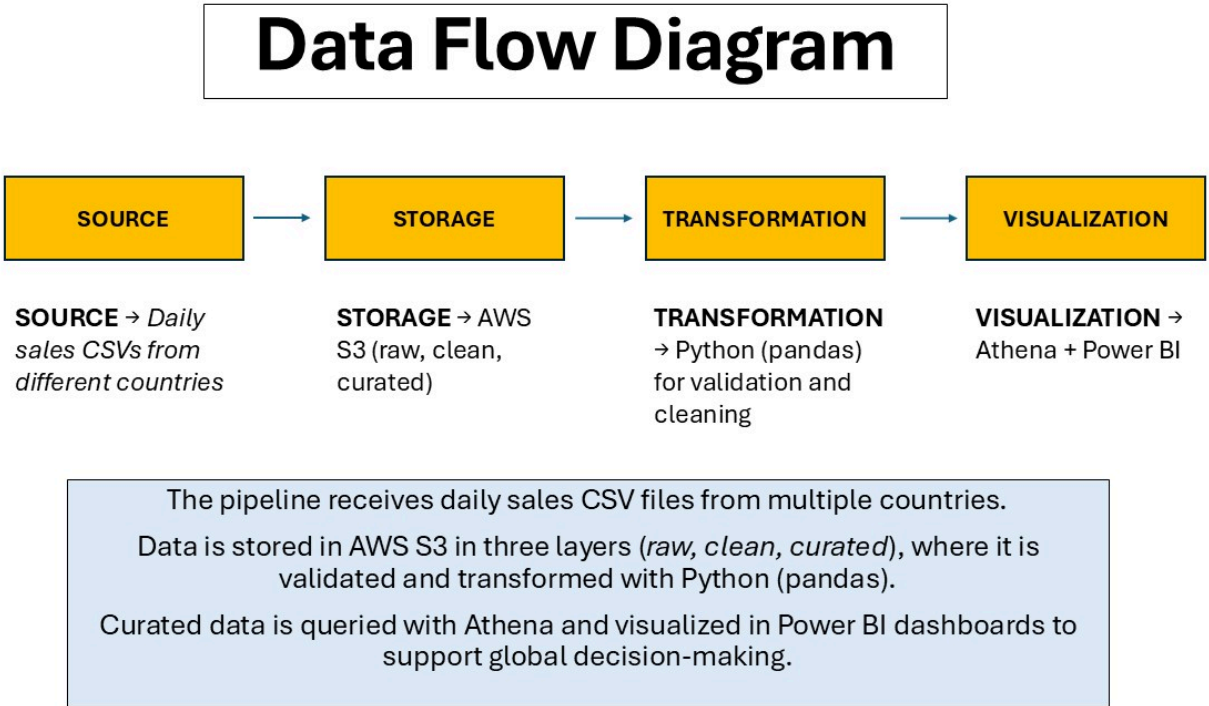 Data Flow Diagram
SOURCE
STORAGE
TRANSFORMATION
VISUALIZATION
SOURCE → Daily
sales CSVs from
different countries
STORAGE → AWS
S3 (raw, clean,
curated)
TRANSFORMATION
→ Python (pandas)
for validation and
cleaning
VISUALIZATION →
Athena + Power BI
The pipeline receives daily sales CSV files from multiple countries.
Data is stored in AWS S3 in three layers (raw, clean, curated), where it is
validated and transformed with Python (pandas).
Curated data is queried with Athena and visualized in Power BI dashboards to
support global decision-making.